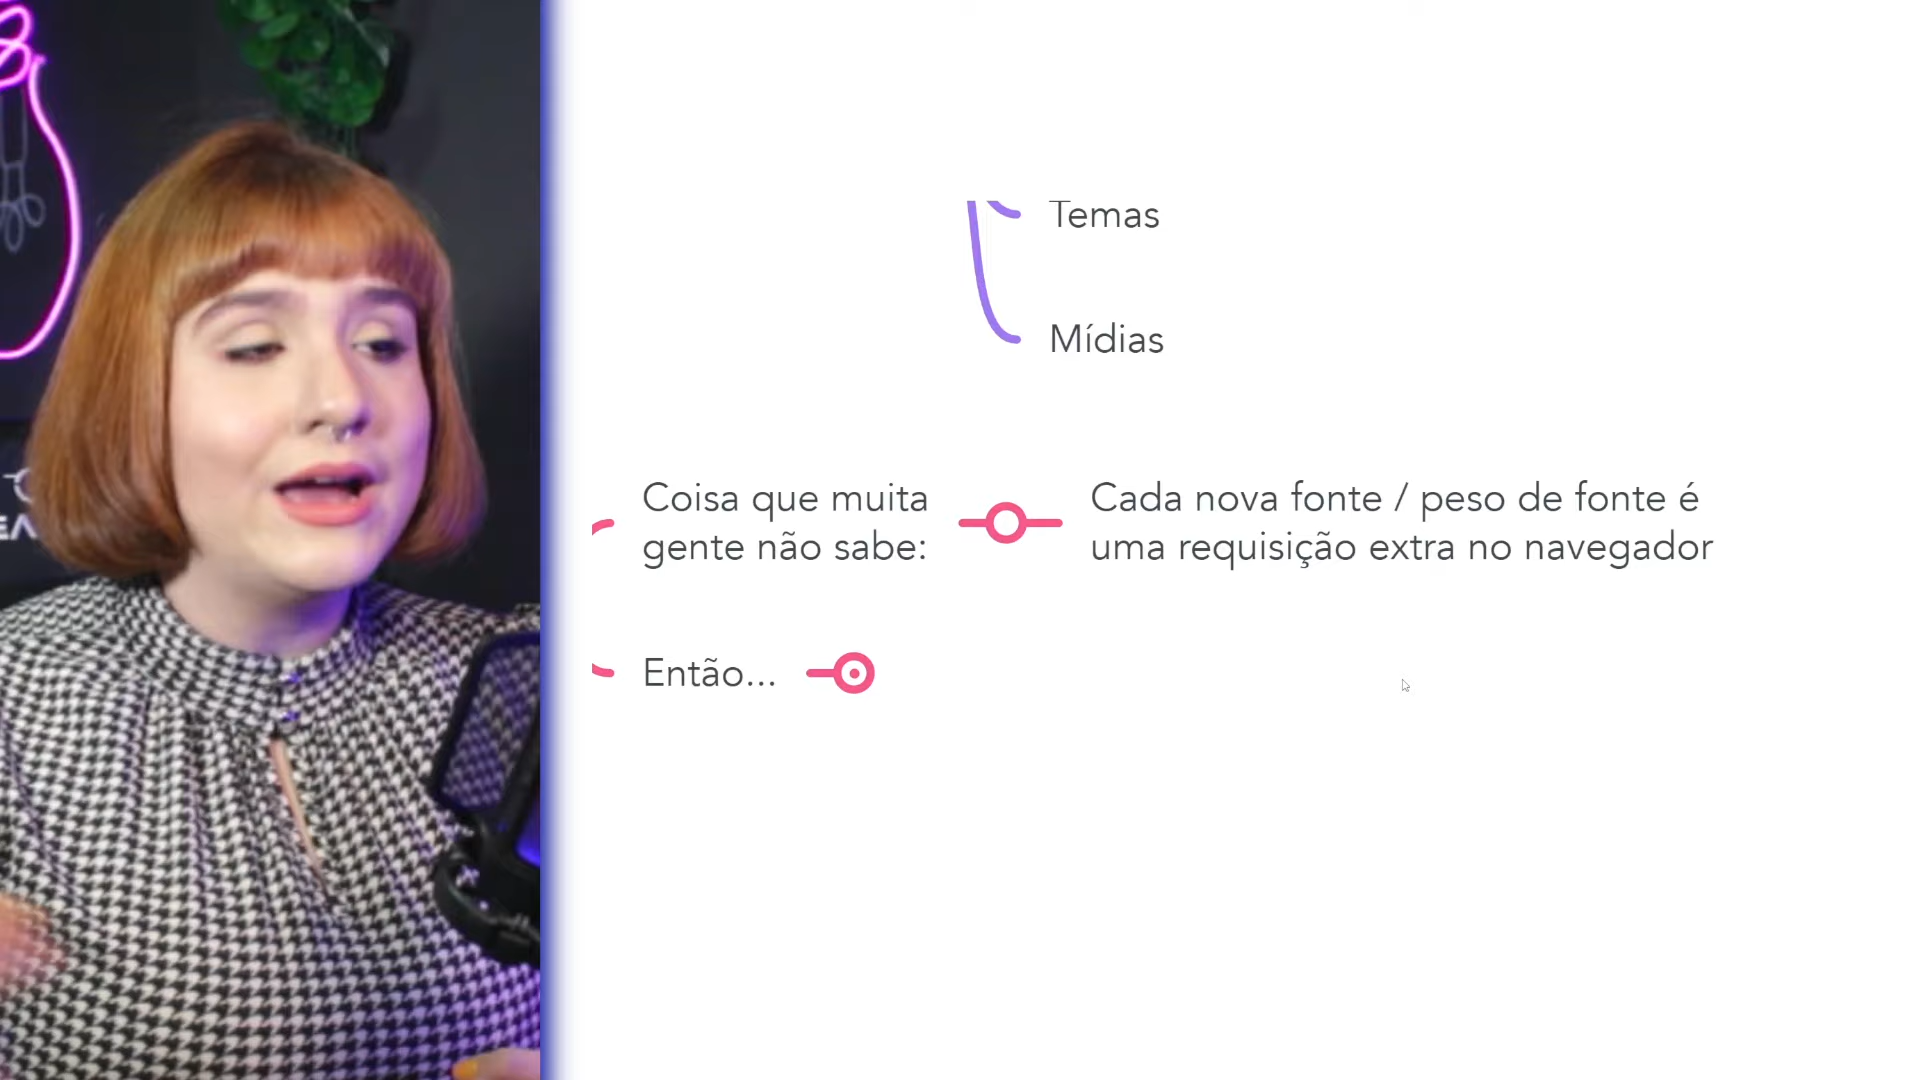 Temas
Mídias
Coisa que muita
gente não sabe:
Cada nova fonte / peso de fonte é
uma requisição extra no navegador
Então...